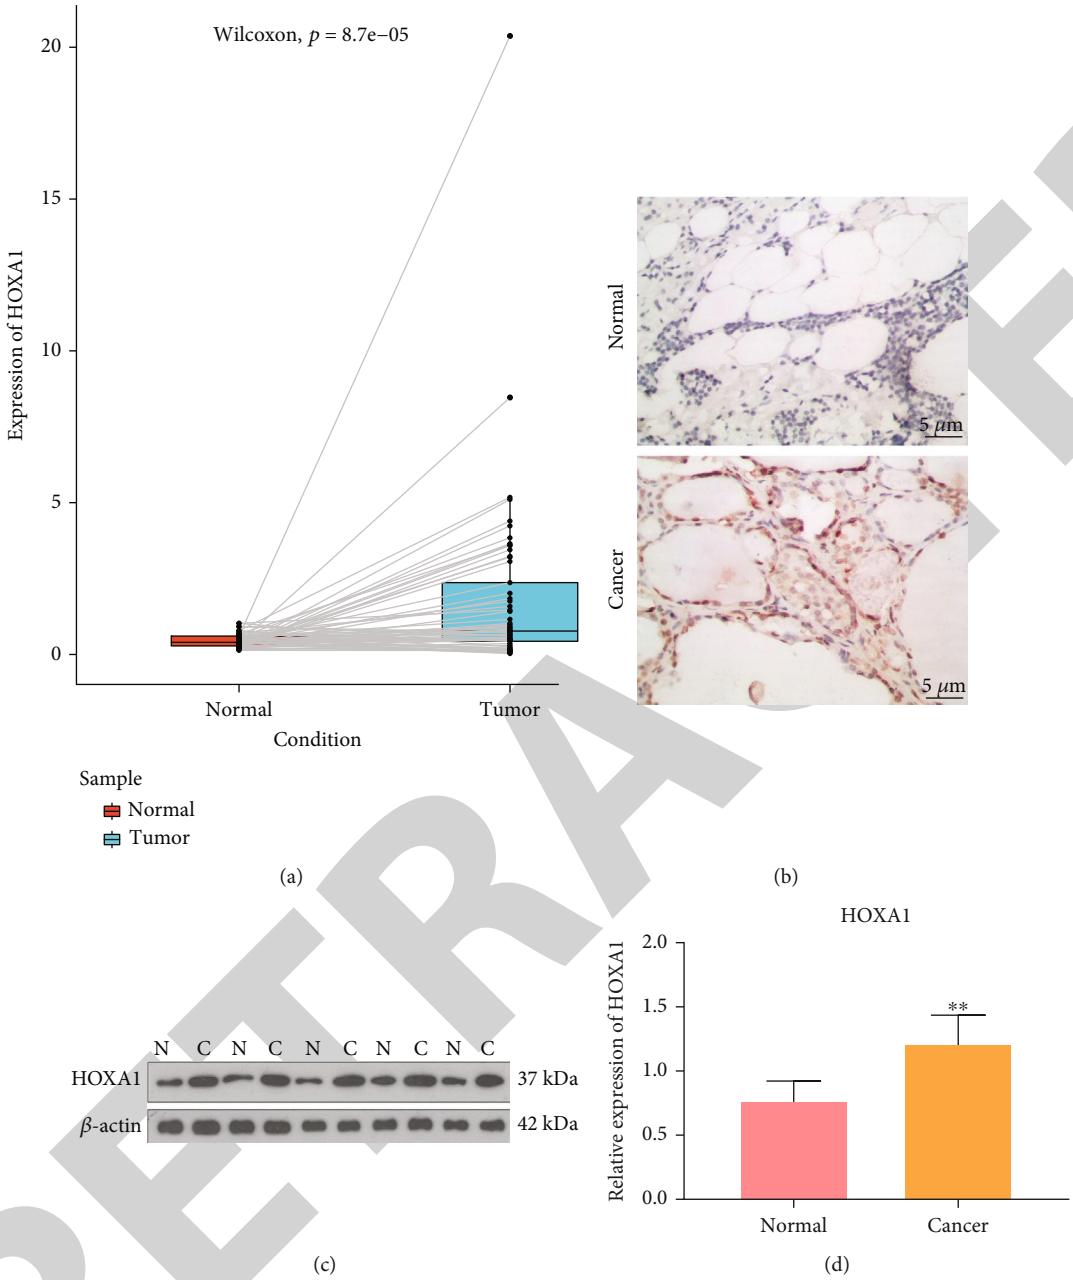 Wilcoxon, p = 8.7e−05
Expression of HOXA1
20
15
10
5
0
Normal
Tumor
Condition
Sample
Normal
Tumor
(a)
Normal
5 μm
Cancer
5 μm
(b)
N C N C N C N C N C
HOXA1
37 kDa
β-actin
42 kDa
(c)
HOXA1
Relative expression of HOXA1
2.0
1.5
1.0
0.5
0.0
**
Normal
Cancer
(d)